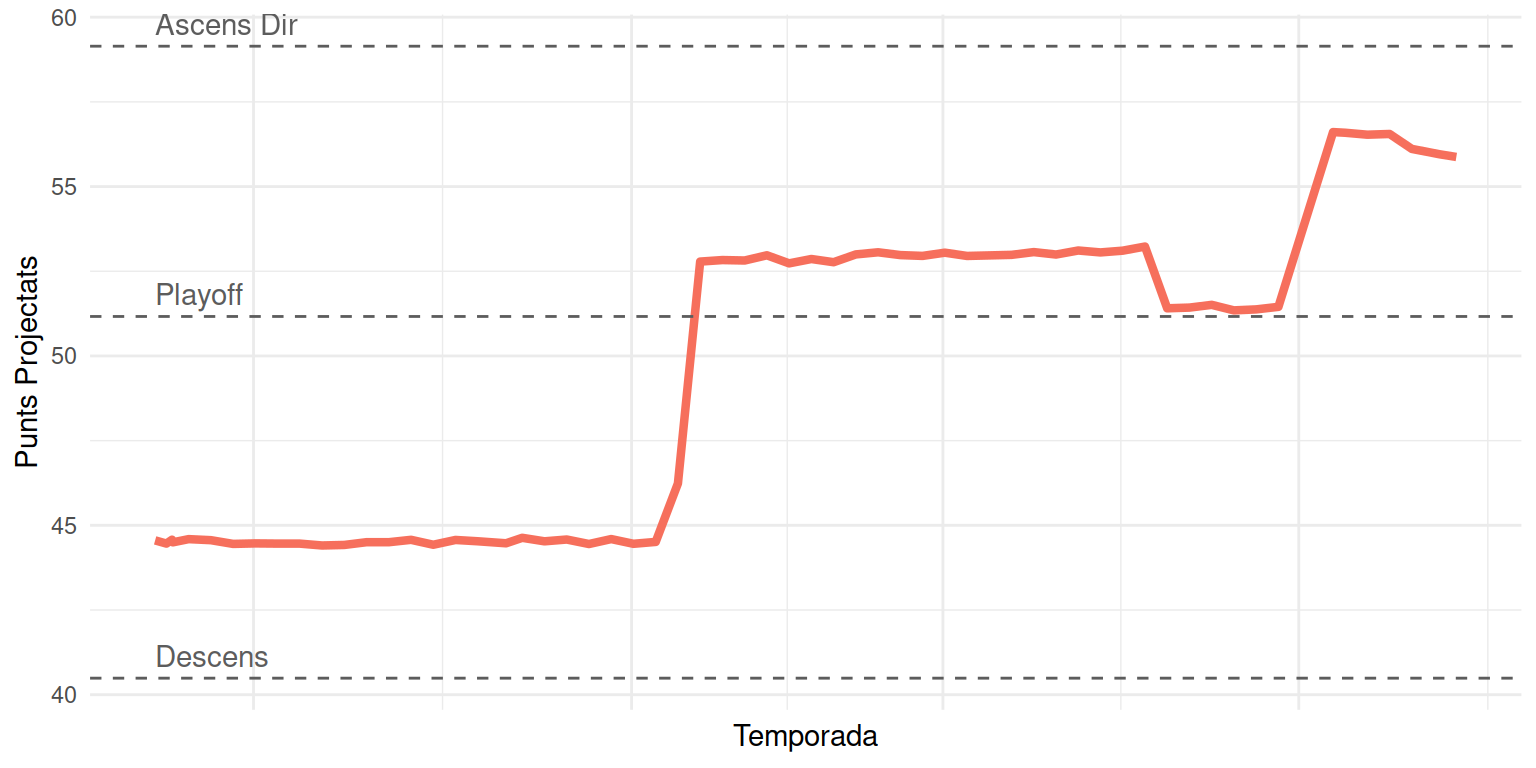 60
Ascens Dir
55
Playoff
50
45
Descens
40
Punts Projectats
Temporada